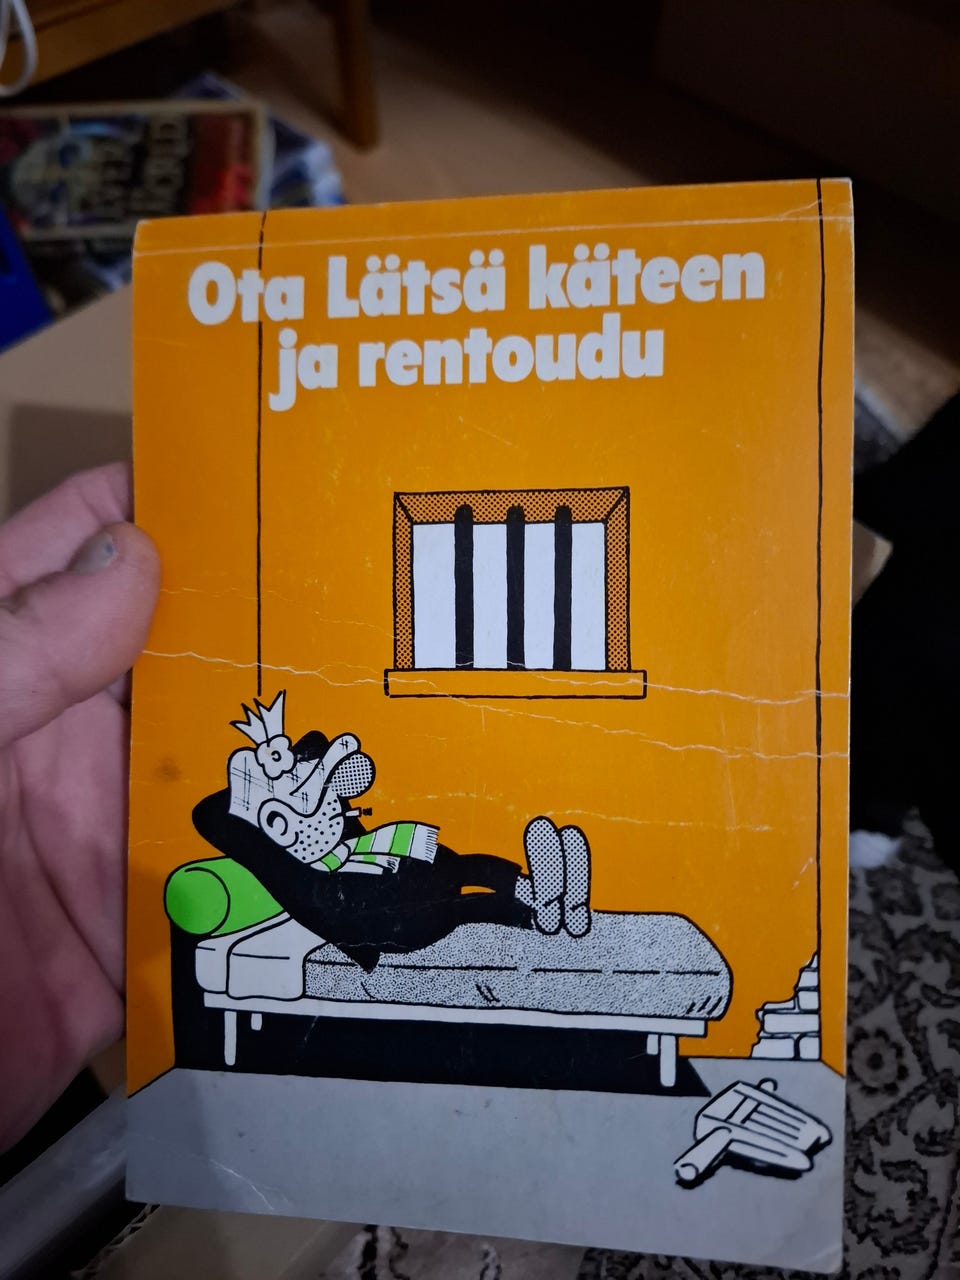 Ota Lätsä käteen
ja rentoudu